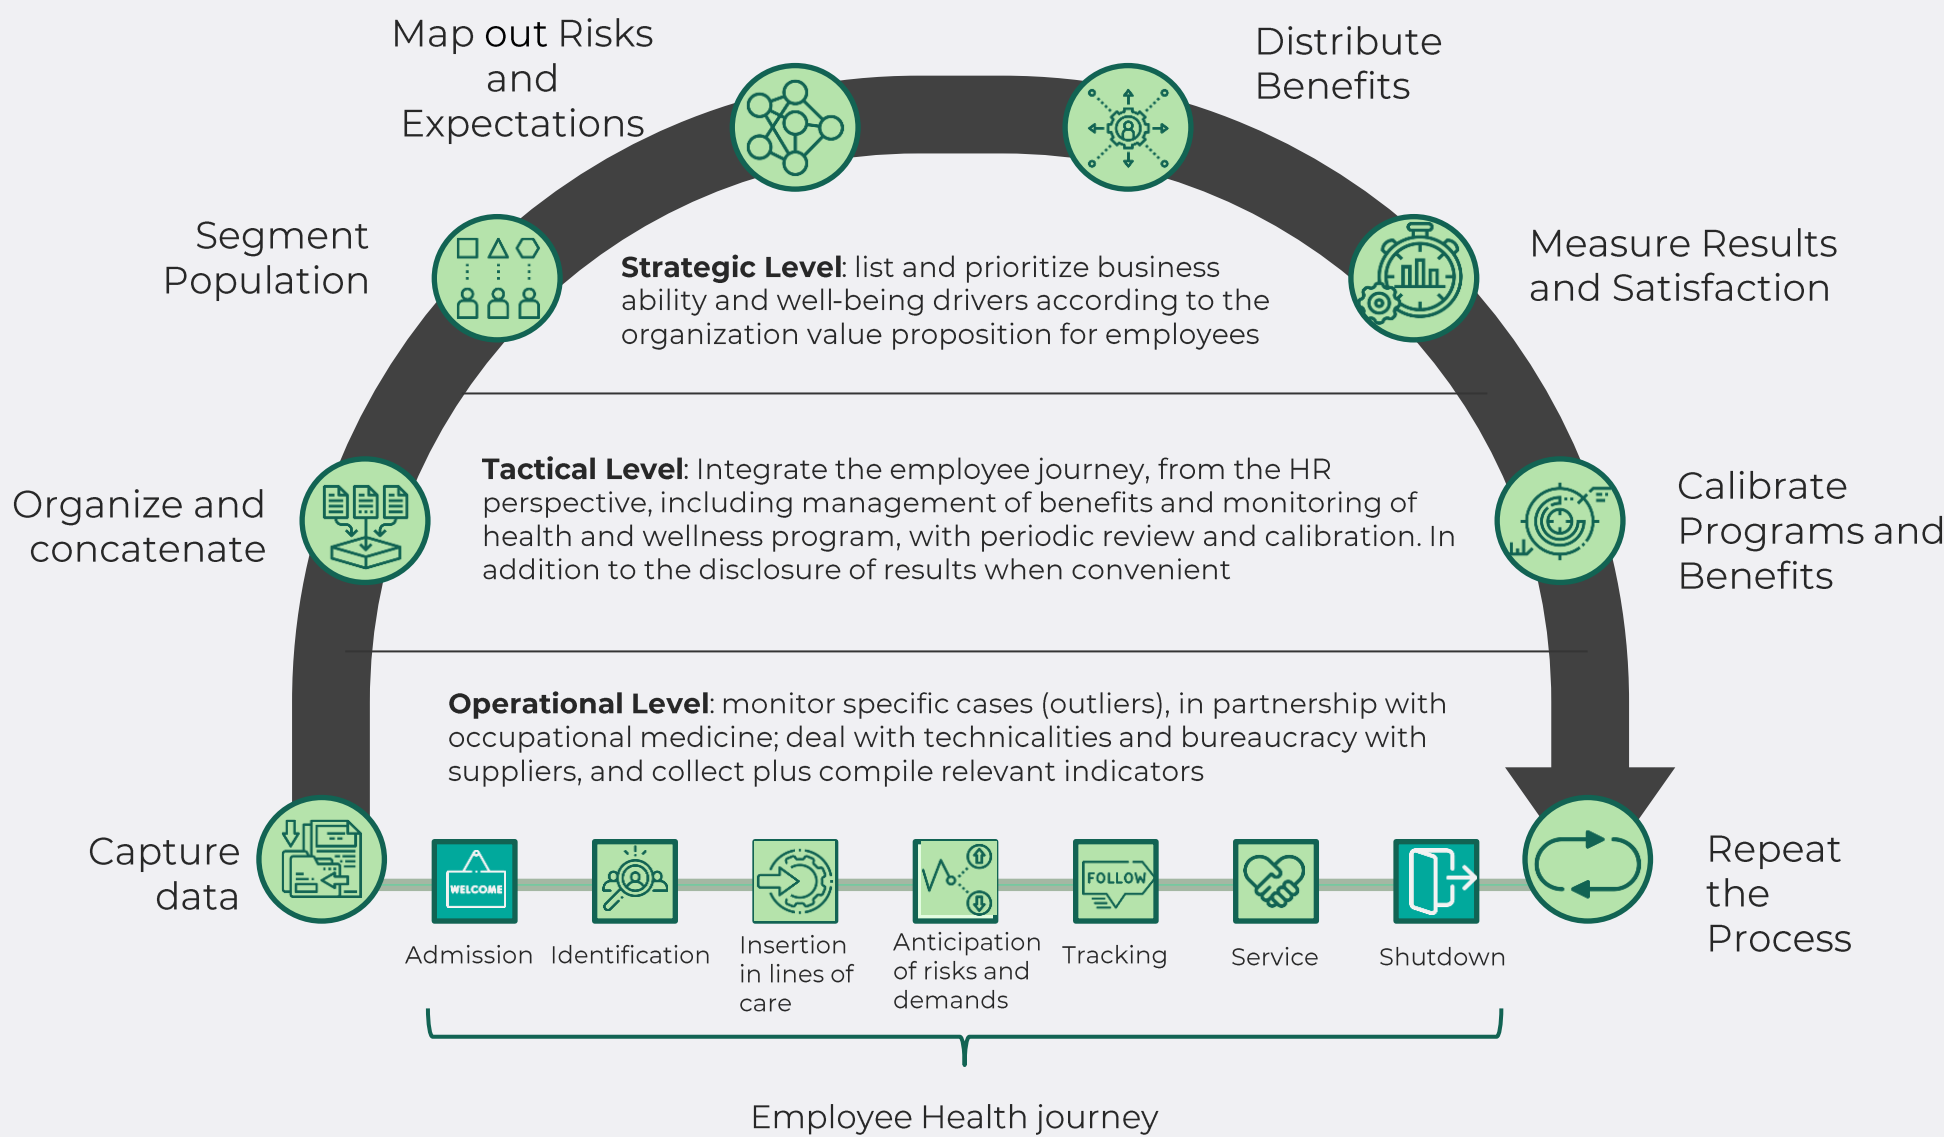 Map out Risks
and
Expectations
Distribute
Benefits
Segment
Population
Measure Results
and Satisfaction
Strategic Level: list and prioritize business
ability and well-being drivers according to the
organization value proposition for employees
Organize and
concatenate
Tactical Level: Integrate the employee journey, from the HR
perspective, including management of benefits and monitoring of
health and wellness program, with periodic review and calibration. In
addition to the disclosure of results when convenient
Calibrate
Programs and
Benefits
Operational Level: monitor specific cases (outliers), in partnership with
occupational medicine; deal with technicalities and bureaucracy with
suppliers, and collect plus compile relevant indicators
Capture
data
WELCOME
FOLLOW
Repeat
the
Process
Admission
Identification
Insertion
in lines of
care
Anticipation
of risks and
demands
Tracking
Service
Shutdown
Employee Health journey